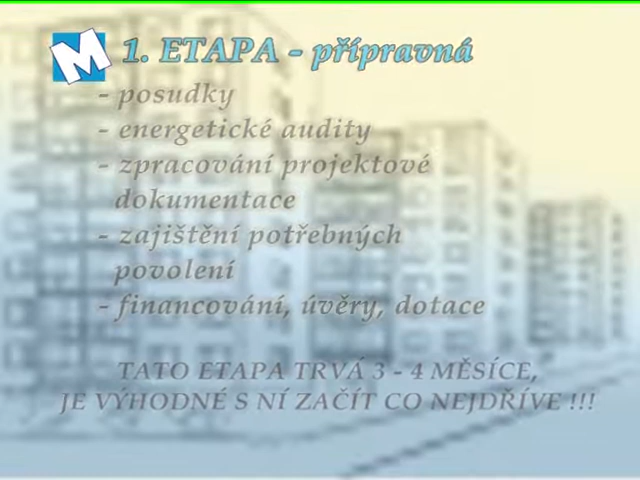 M 1. ETAPA - přípravná
- posudky
- energetické audity
- zpracování projektové
dokumentace
- zajištění potřebných
povolení
- financování, úvěry, dotace
TATO ETAPA TRVÁ 3 - 4 MĚSÍCE,
JE VÝHODNÉ S NÍ ZAČÍT CO NEJDŘÍVE !!!